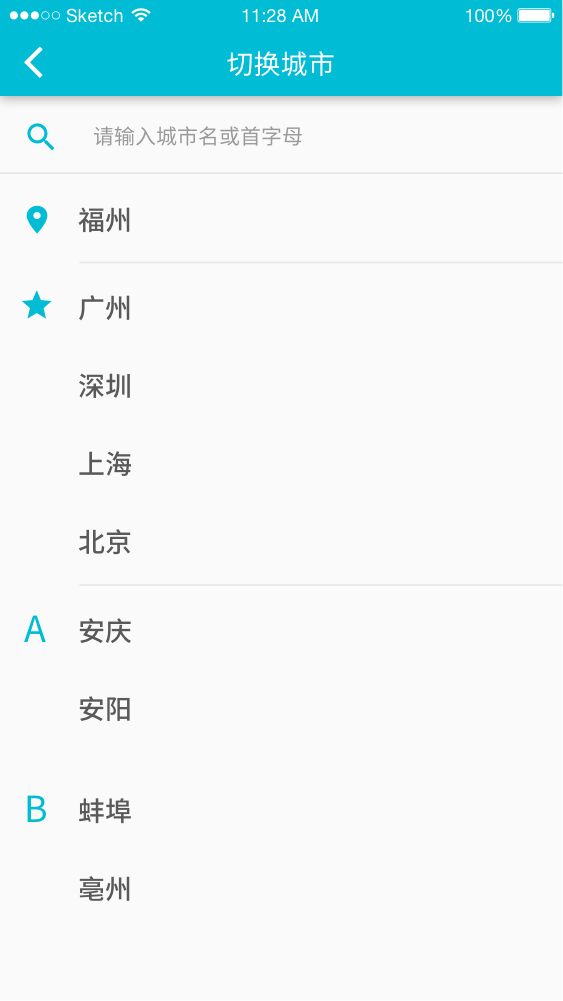 Sketch 11:28 AM 100%
切换城市
请输入城市名或首字母
福州
广州
深圳
上海
北京
A 安庆
安阳
B 蚌埠
亳州